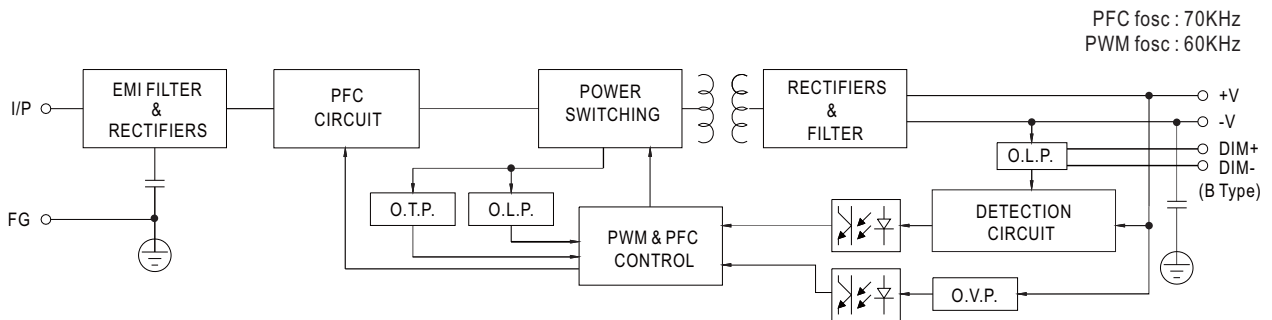 PFC fosc : 70KHz
PWM fosc : 60KHz
I/P
EMI FILTER
&
RECTIFIERS
PFC
CIRCUIT
POWER
SWITCHING
RECTIFIERS
&
FILTER
+V
-V
DIM+
DIM-
(B Type)
O.L.P.
O.T.P.
O.L.P.
FG
PWM & PFC
CONTROL
DETECTION
CIRCUIT
O.V.P.